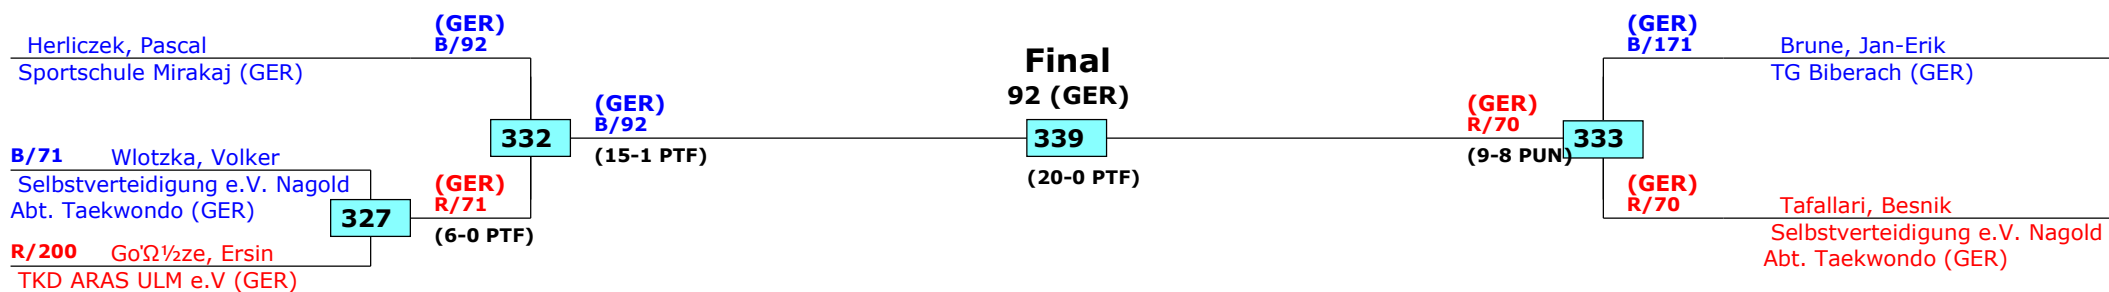 (GER)
B/92
Herliczek, Pascal
Sportschule Mirakaj (GER)
B/71 Wlotzka, Volker
Selbstverteidigung e.V. Nagold
Abt. Taekwondo (GER)
R/200 Go'Ω½ze, Ersin
TKD ARAS ULM e.V (GER)
327
(GER)
R/71
(6-0 PTF)
332
(GER)
B/92
(15-1 PTF)
Final
92 (GER)
339
(20-0 PTF)
(GER)
R/70
(9-8 PUN)
333
(GER)
B/171
Brune, Jan-Erik
TG Biberach (GER)
(GER)
R/70
Tafallari, Besnik
Selbstverteidigung e.V. Nagold
Abt. Taekwondo (GER)